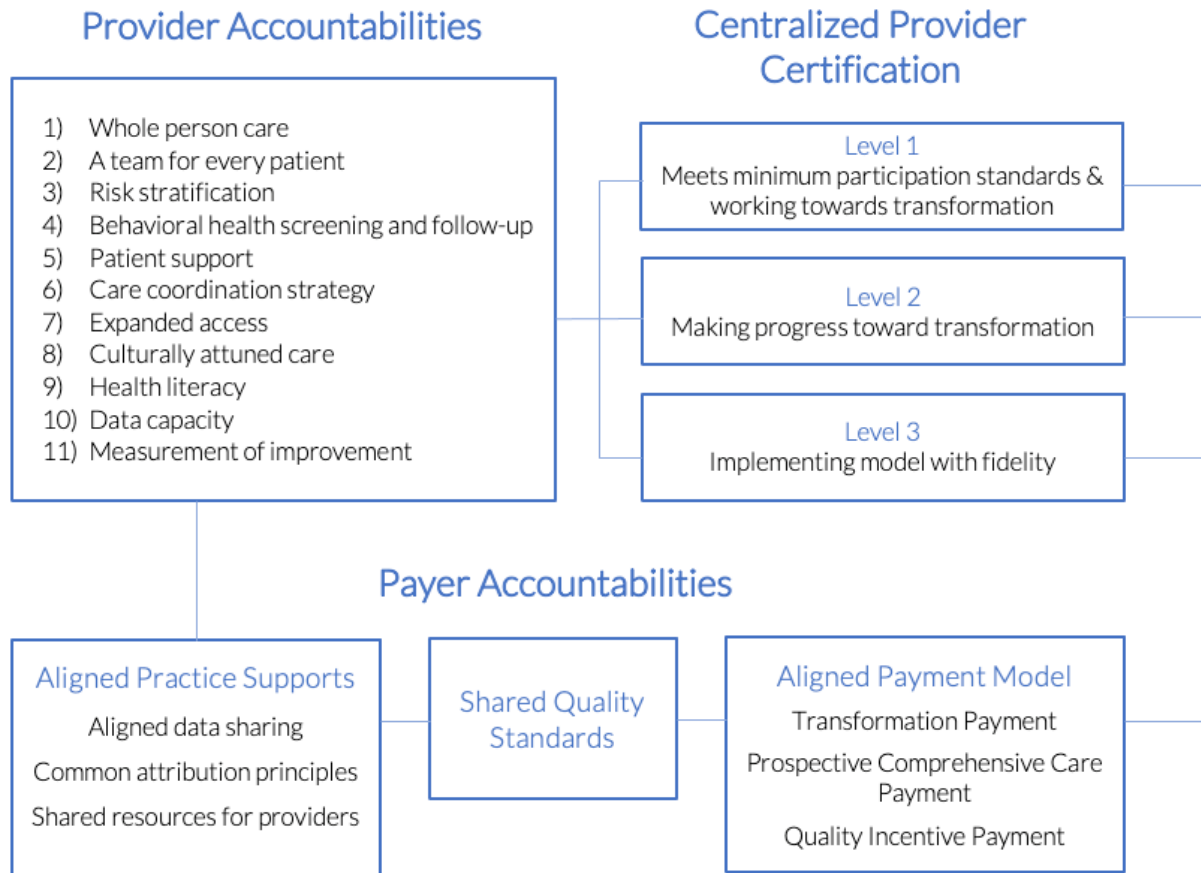 Provider Accountabilities
1) Whole person care
2) A team for every patient
3) Risk stratification
4) Behavioral health screening and follow-up
5) Patient support
6) Care coordination strategy
7) Expanded access
8) Culturally attuned care
9) Health literacy
10) Data capacity
11) Measurement of improvement
Centralized Provider
Certification
Level 1
Meets minimum participation standards &
working towards transformation
Level 2
Making progress toward transformation
Level 3
Implementing model with fidelity
Payer Accountabilities
Aligned Practice Supports
Aligned data sharing
Common attribution principles
Shared resources for providers
Shared Quality
Standards
Aligned Payment Model
Transformation Payment
Prospective Comprehensive Care
Payment
Quality Incentive Payment